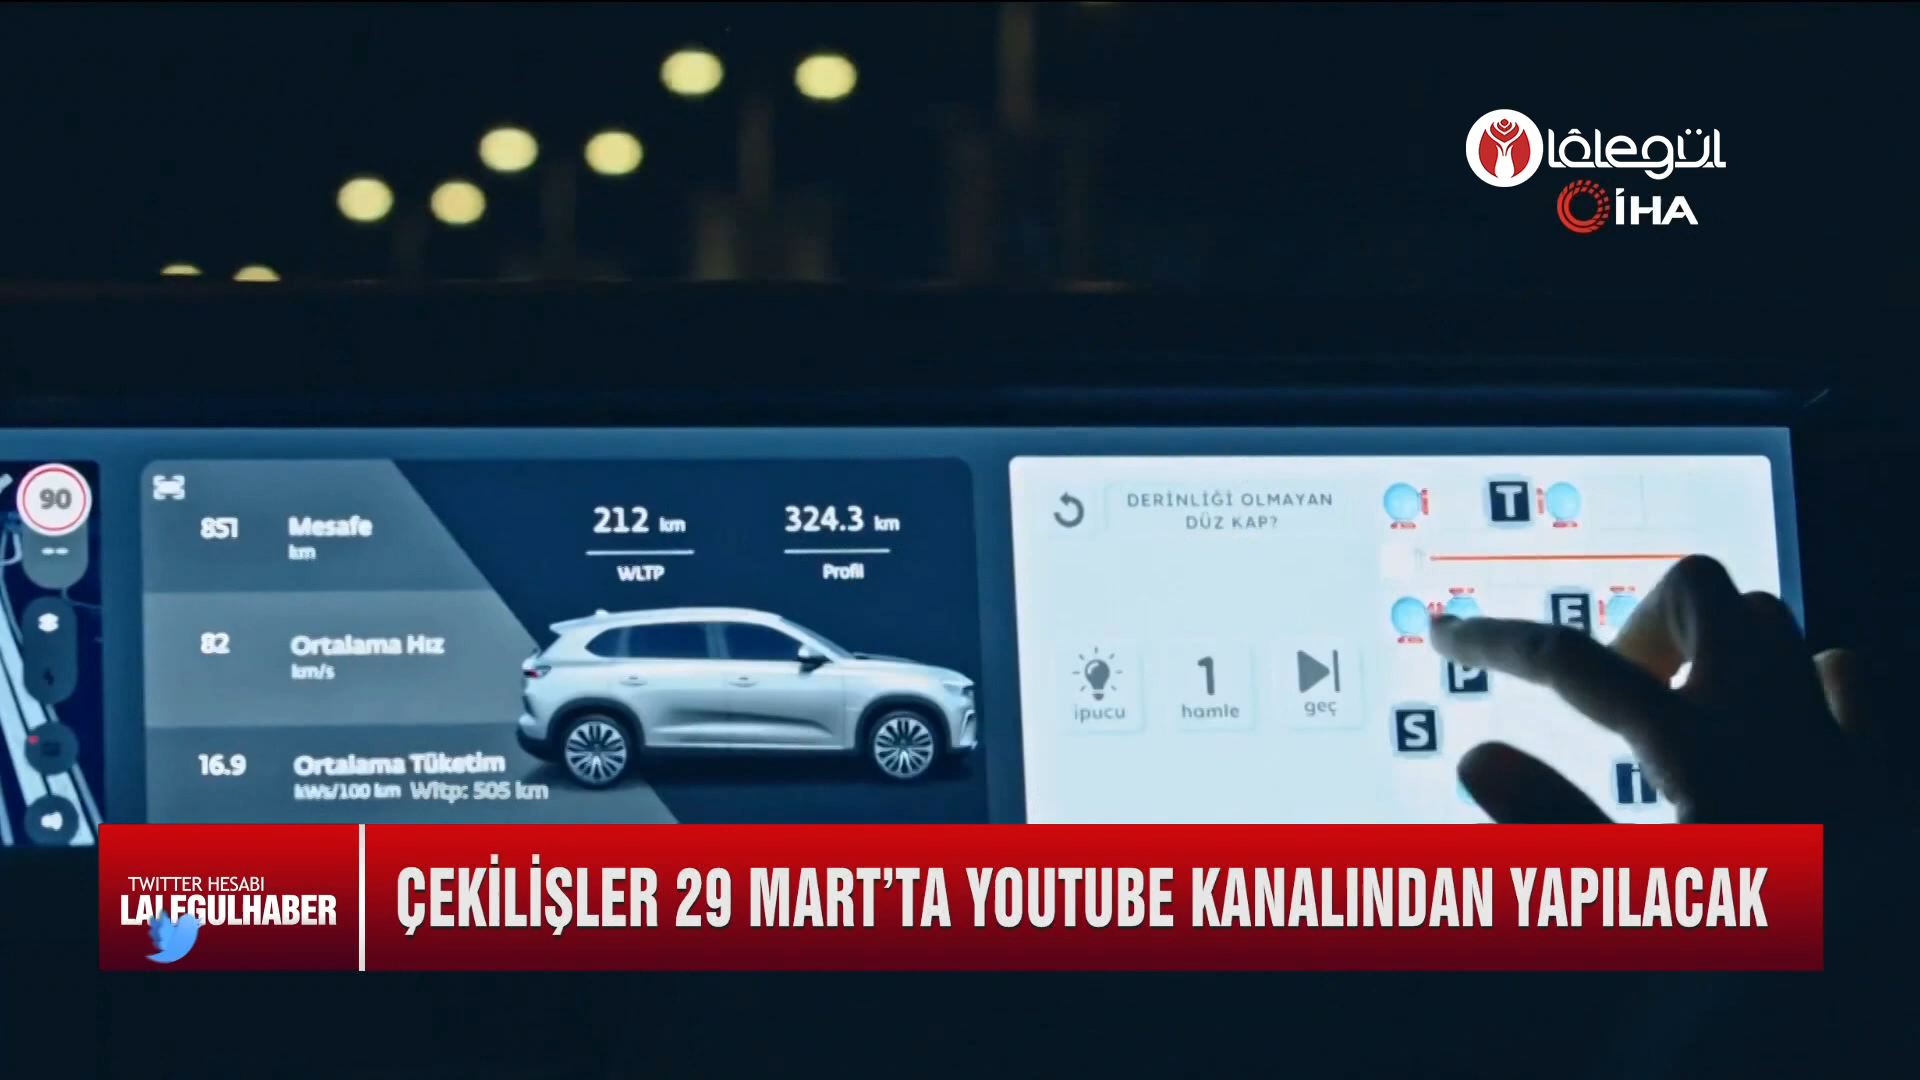 lâlegül
İHA
90
851 Mesafe
km
82 Ortalama Hız
km/s
16.9 Ortalama Tüketim
kWs/100 km Wltp: 505 km
212 km
WLTP
324.3 km
Profil
DERİNLİĞİ OLMAYAN
DÜZ KAP?
ipucu
1
hamle
geç
T
E
P
S
İ
TWITTER HESABI
LALEGULHABER
ÇEKİLİŞLER 29 MART'TA YOUTUBE KANALINDAN YAPILACAK